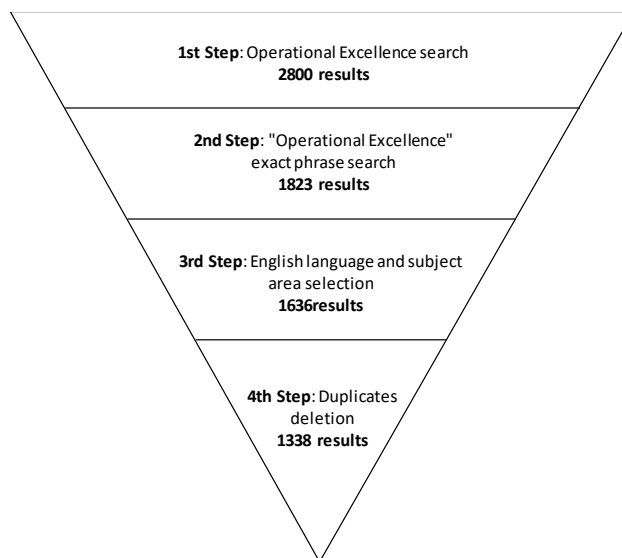 1st Step: Operational Excellence search
2800 results
2nd Step: "Operational Excellence"
exact phrase search
1823 results
3rd Step: English language and subject
area selection
1636results
4th Step: Duplicates
deletion
1338 results